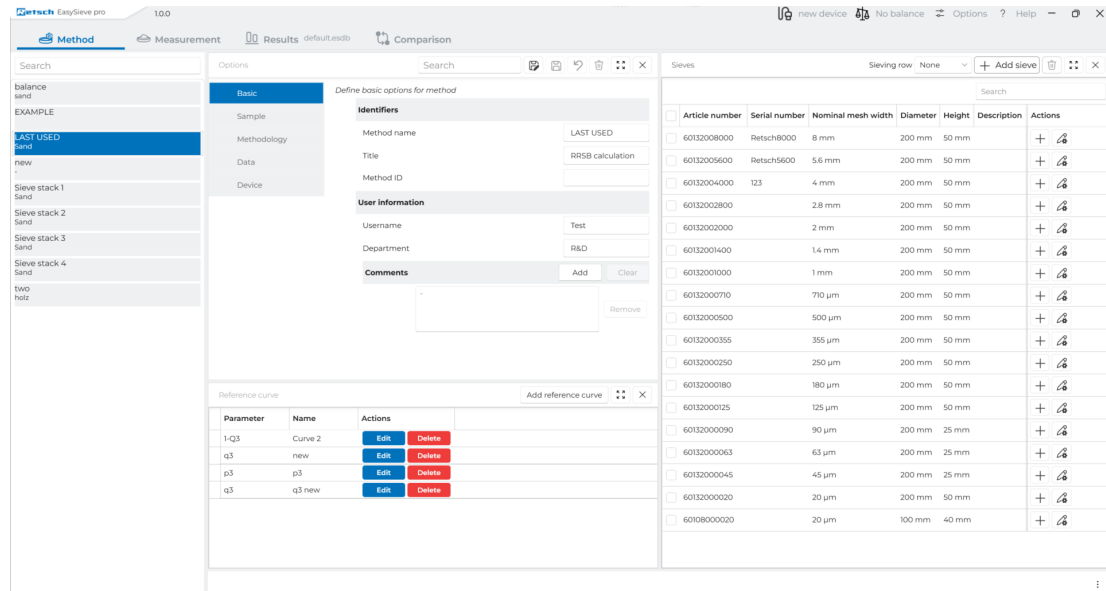 Retsch EasySieve pro 1.0.0 new device No balance Options ? Help
Method Measurement Results default.esdb Comparison
Search
balance
sand
EXAMPLE
LAST USED
Sand
new
-
Sieve stack 1
Sand
Sieve stack 2
Sand
Sieve stack 3
Sand
Sieve stack 4
Sand
two
holz
Options Search
Basic
Sample
Methodology
Data
Device
Define basic options for method
Identifiers
Method name LAST USED
Title RRSB calculation
Method ID
User information
Username Test
Department R&D
Comments Add Clear
-
Remove
Reference curve Add reference curve
Parameter Name Actions
1-Q3 Curve 2 Edit Delete
q3 new Edit Delete
p3 p3 Edit Delete
q3 q3 new Edit Delete
Sieves Sieving row None + Add sieve
Search
Article number Serial number Nominal mesh width Diameter Height Description Actions
60132008000 Retsch8000 8 mm 200 mm 50 mm
60132005600 Retsch5600 5.6 mm 200 mm 50 mm
60132004000 123 4 mm 200 mm 50 mm
60132002800 2.8 mm 200 mm 50 mm
60132002000 2 mm 200 mm 50 mm
60132001400 1.4 mm 200 mm 50 mm
60132001000 1 mm 200 mm 50 mm
60132000710 710 µm 200 mm 50 mm
60132000500 500 µm 200 mm 50 mm
60132000355 355 µm 200 mm 50 mm
60132000250 250 µm 200 mm 50 mm
60132000180 180 µm 200 mm 50 mm
60132000125 125 µm 200 mm 50 mm
60132000090 90 µm 200 mm 25 mm
60132000063 63 µm 200 mm 25 mm
60132000045 45 µm 200 mm 25 mm
60132000020 20 µm 200 mm 50 mm
60108000020 20 µm 100 mm 40 mm